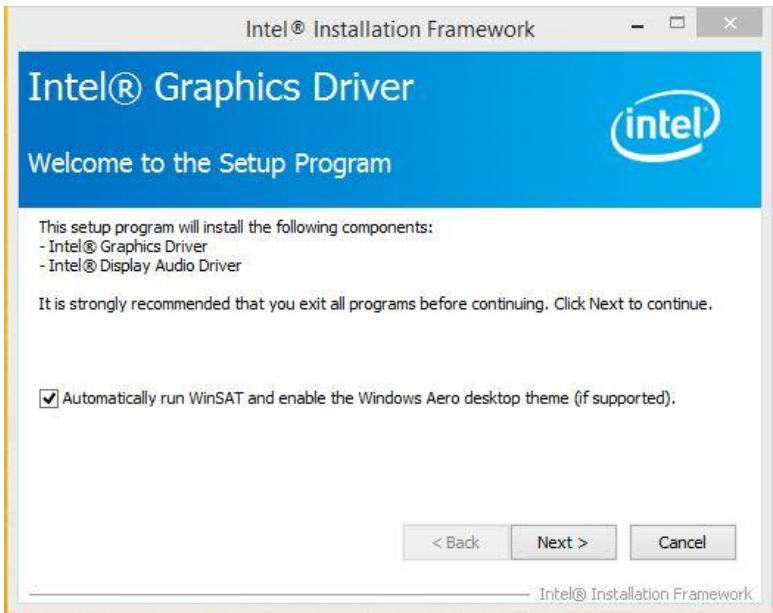 Intel® Installation Framework
Intel® Graphics Driver
intel
Welcome to the Setup Program
This setup program will install the following components:
- Intel® Graphics Driver
- Intel® Display Audio Driver
It is strongly recommended that you exit all programs before continuing. Click Next to continue.
Automatically run WinSAT and enable the Windows Aero desktop theme (if supported).
< Back Next > Cancel
Intel® Installation Framework